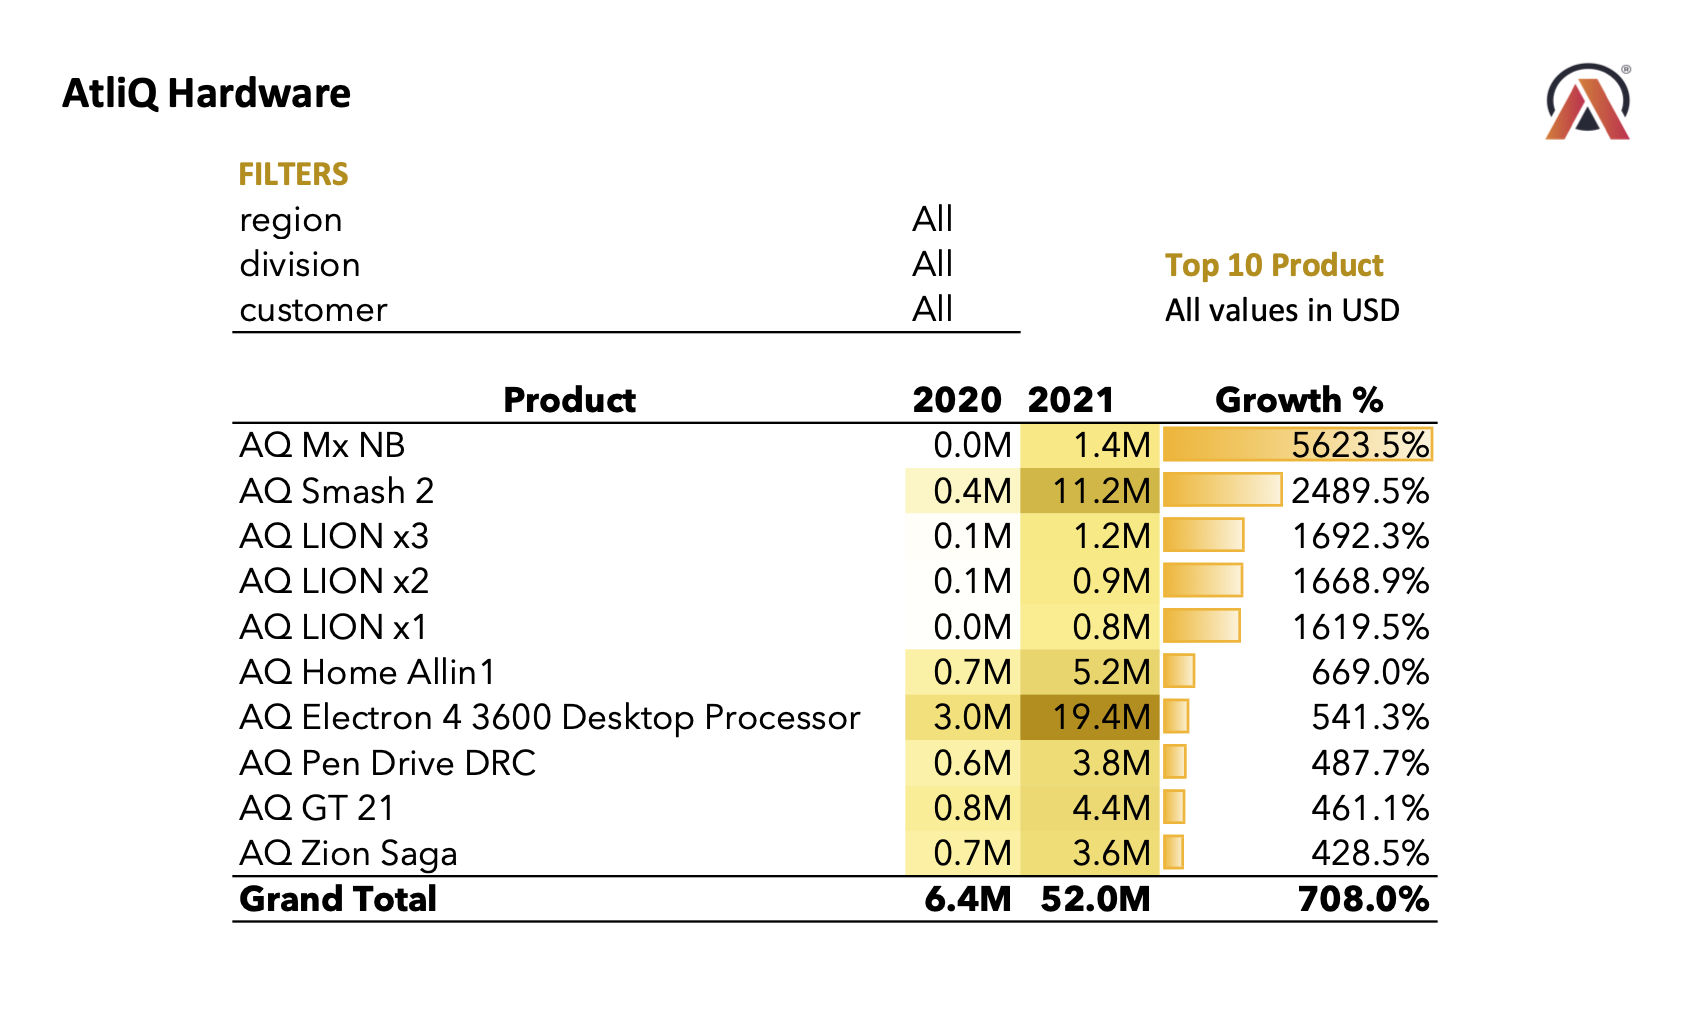 AtliQ Hardware
®
FILTERS
region All
division All Top 10 Product
customer All All values in USD
Product 2020 2021 Growth %
AQ Mx NB 0.0M 1.4M 5623.5%
AQ Smash 2 0.4M 11.2M 2489.5%
AQ LION x3 0.1M 1.2M 1692.3%
AQ LION x2 0.1M 0.9M 1668.9%
AQ LION x1 0.0M 0.8M 1619.5%
AQ Home Allin1 0.7M 5.2M 669.0%
AQ Electron 4 3600 Desktop Processor 3.0M 19.4M 541.3%
AQ Pen Drive DRC 0.6M 3.8M 487.7%
AQ GT 21 0.8M 4.4M 461.1%
AQ Zion Saga 0.7M 3.6M 428.5%
Grand Total 6.4M 52.0M 708.0%